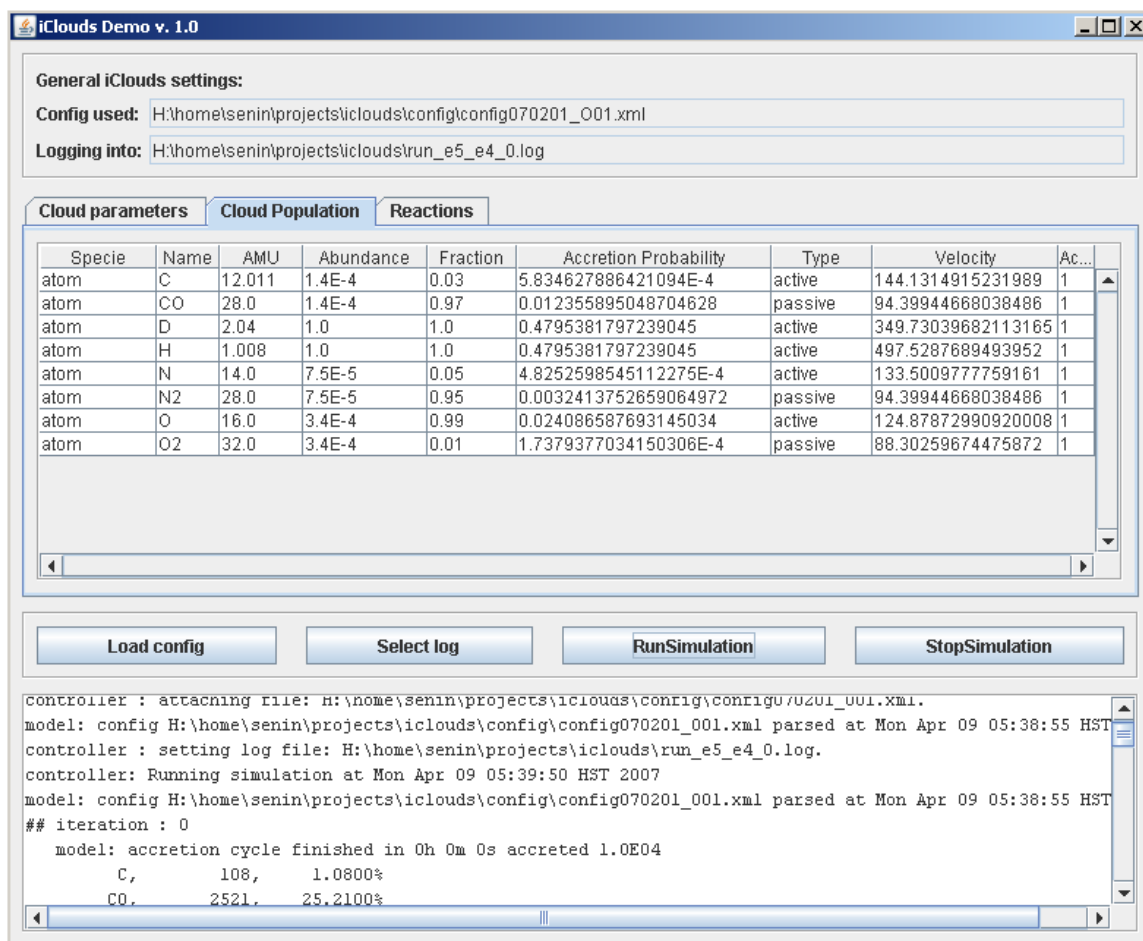 iClouds Demo v. 1.0
General iClouds settings:
Config used: H:\home\senin\projects\iclouds\config\config070201_O01.xml
Logging into: H:\home\senin\projects\iclouds\run_e5_e4_0.log
Cloud parameters Cloud Population Reactions
Specie Name AMU Abundance Fraction Accretion Probability Type Velocity Ac...
atom C 12.011 1.4E-4 0.03 5.834627886421094E-4 active 144.1314915231989 1
atom CO 28.0 1.4E-4 0.97 0.012355895048704628 passive 94.39944668038486 1
atom D 2.04 1.0 1.0 0.4795381797239045 active 349.73039682113165 1
atom H 1.008 1.0 1.0 0.4795381797239045 active 497.5287689493952 1
atom N 14.0 7.5E-5 0.05 4.8252598545112275E-4 active 133.5009777759161 1
atom N2 28.0 7.5E-5 0.95 0.0032413752659064972 passive 94.39944668038486 1
atom O 16.0 3.4E-4 0.99 0.024086587693145034 active 124.87872990920008 1
atom O2 32.0 3.4E-4 0.01 1.7379377034150306E-4 passive 88.30259674475872 1
Load config Select log RunSimulation StopSimulation
controller : attaching file: H:\home\senin\projects\iclouds\config\config070201_001.xml.
model: config H:\home\senin\projects\iclouds\config\config070201_001.xml parsed at Mon Apr 09 05:38:55 HST
controller : setting log file: H:\home\senin\projects\iclouds\run_e5_e4_0.log.
controller: Running simulation at Mon Apr 09 05:39:50 HST 2007
model: config H:\home\senin\projects\iclouds\config\config070201_001.xml parsed at Mon Apr 09 05:38:55 HST
## iteration : 0
model: accretion cycle finished in 0h 0m 0s accreted 1.0E04
C, 108, 1.0800%
CO, 2521, 25.2100%